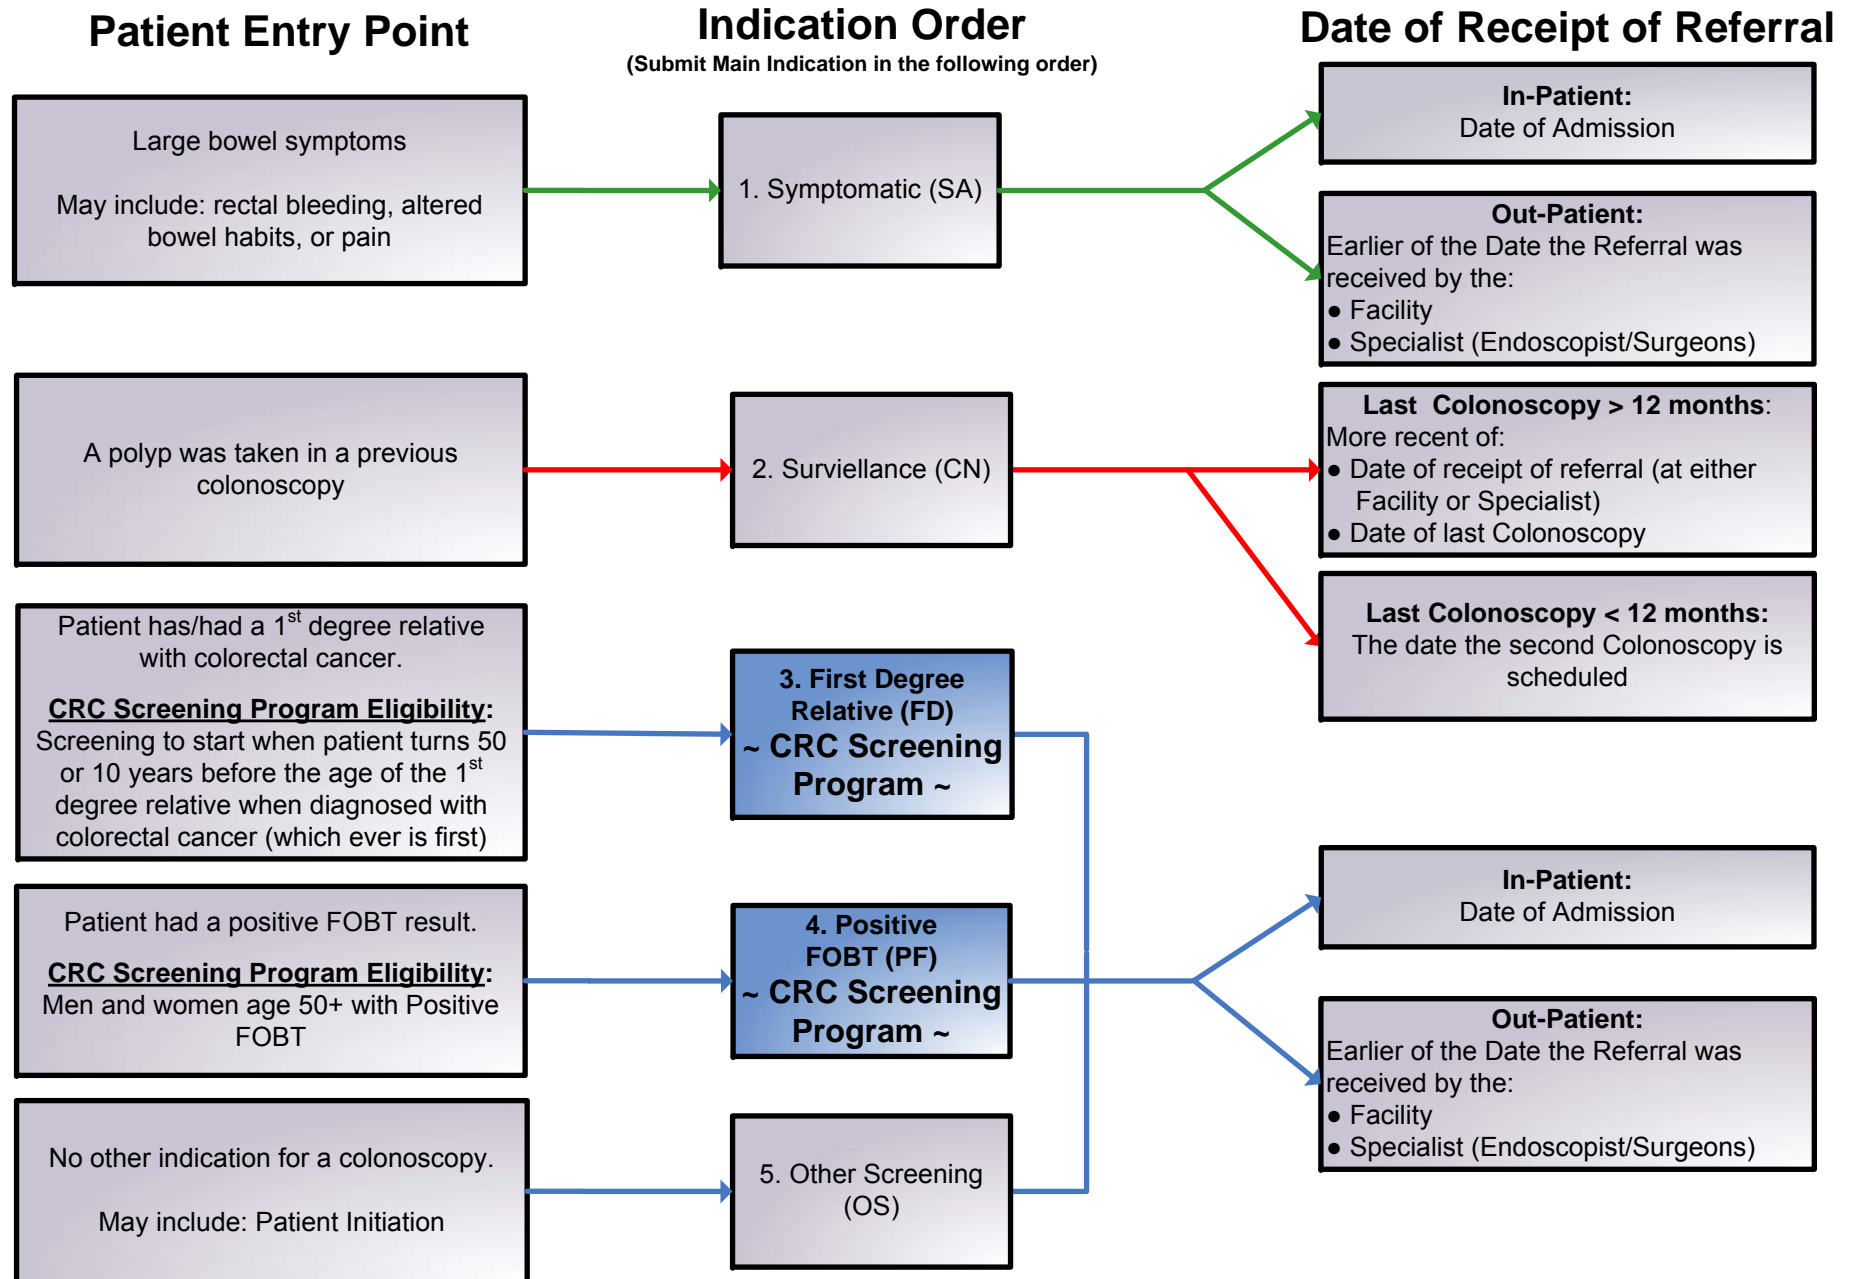 Patient Entry Point
Indication Order
(Submit Main Indication in the following order)
Date of Receipt of Referral
Large bowel symptoms
May include: rectal bleeding, altered
bowel habits, or pain
1. Symptomatic (SA)
In-Patient:
Date of Admission
Out-Patient:
Earlier of the Date the Referral was
received by the:
● Facility
● Specialist (Endoscopist/Surgeons)
A polyp was taken in a previous
colonoscopy
2. Surviellance (CN)
Last  Colonoscopy > 12 months:
More recent of:
● Date of receipt of referral (at either
Facility or Specialist)
● Date of last Colonoscopy
Last Colonoscopy < 12 months:
The date the second Colonoscopy is
scheduled
Patient has/had a 1st degree relative
with colorectal cancer.
CRC Screening Program Eligibility:
Screening to start when patient turns 50
or 10 years before the age of the 1st
degree relative when diagnosed with
colorectal cancer (which ever is first)
3. First Degree
Relative (FD)
~ CRC Screening
Program ~
Patient had a positive FOBT result.
CRC Screening Program Eligibility:
Men and women age 50+ with Positive
FOBT
4. Positive
FOBT (PF)
~ CRC Screening
Program ~
In-Patient:
Date of Admission
Out-Patient:
Earlier of the Date the Referral was
received by the:
● Facility
● Specialist (Endoscopist/Surgeons)
No other indication for a colonoscopy.
May include: Patient Initiation
5. Other Screening
(OS)